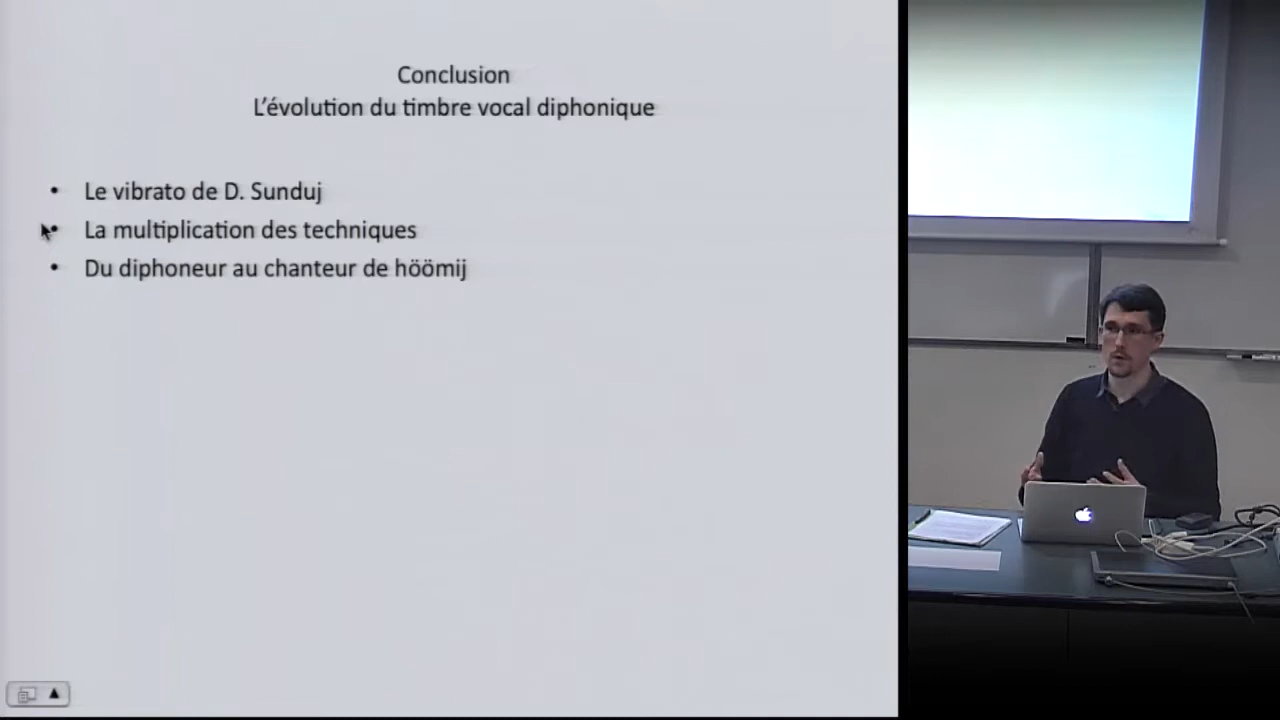 Conclusion
L'évolution du timbre vocal diphonique
• Le vibrato de D. Sunduj
• La multiplication des techniques
• Du diphoneur au chanteur de höömij